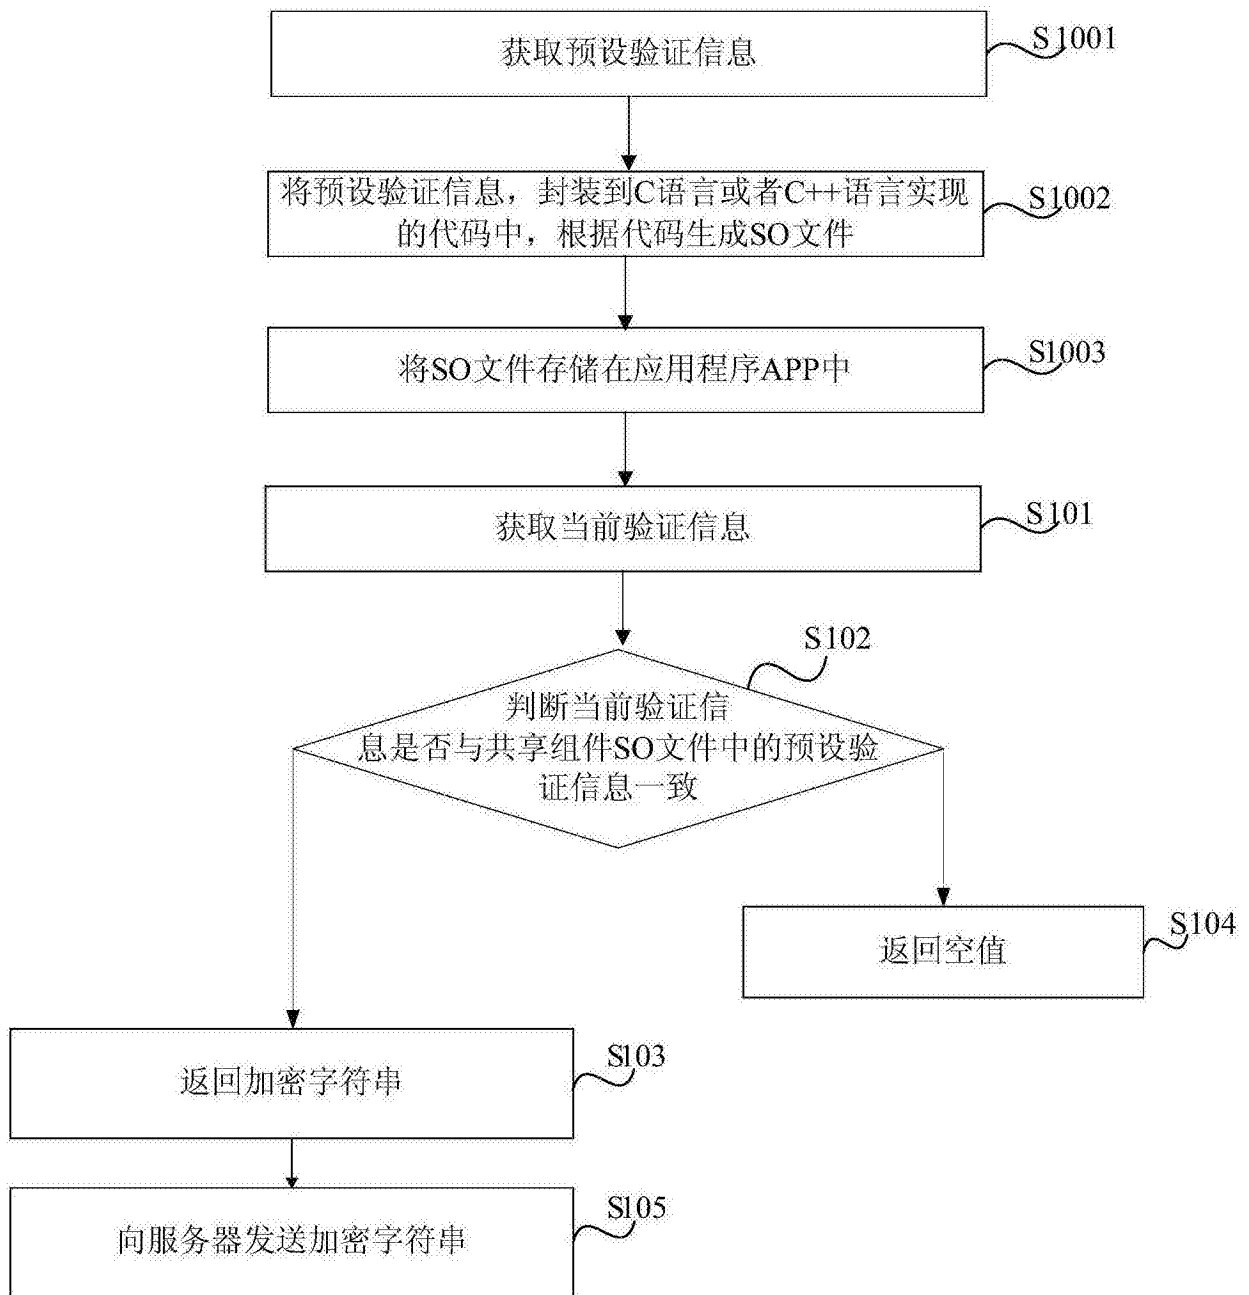 获取预设验证信息
S1001
将预设验证信息，封装到C语言或者C++语言实现
的代码中，根据代码生成SO文件
S1002
将SO文件存储在应用程序APP中
S1003
获取当前验证信息
S101
S102
判断当前验证信
息是否与共享组件SO文件中的预设验
证信息一致
返回空值
S104
返回加密字符串
S103
向服务器发送加密字符串
S105